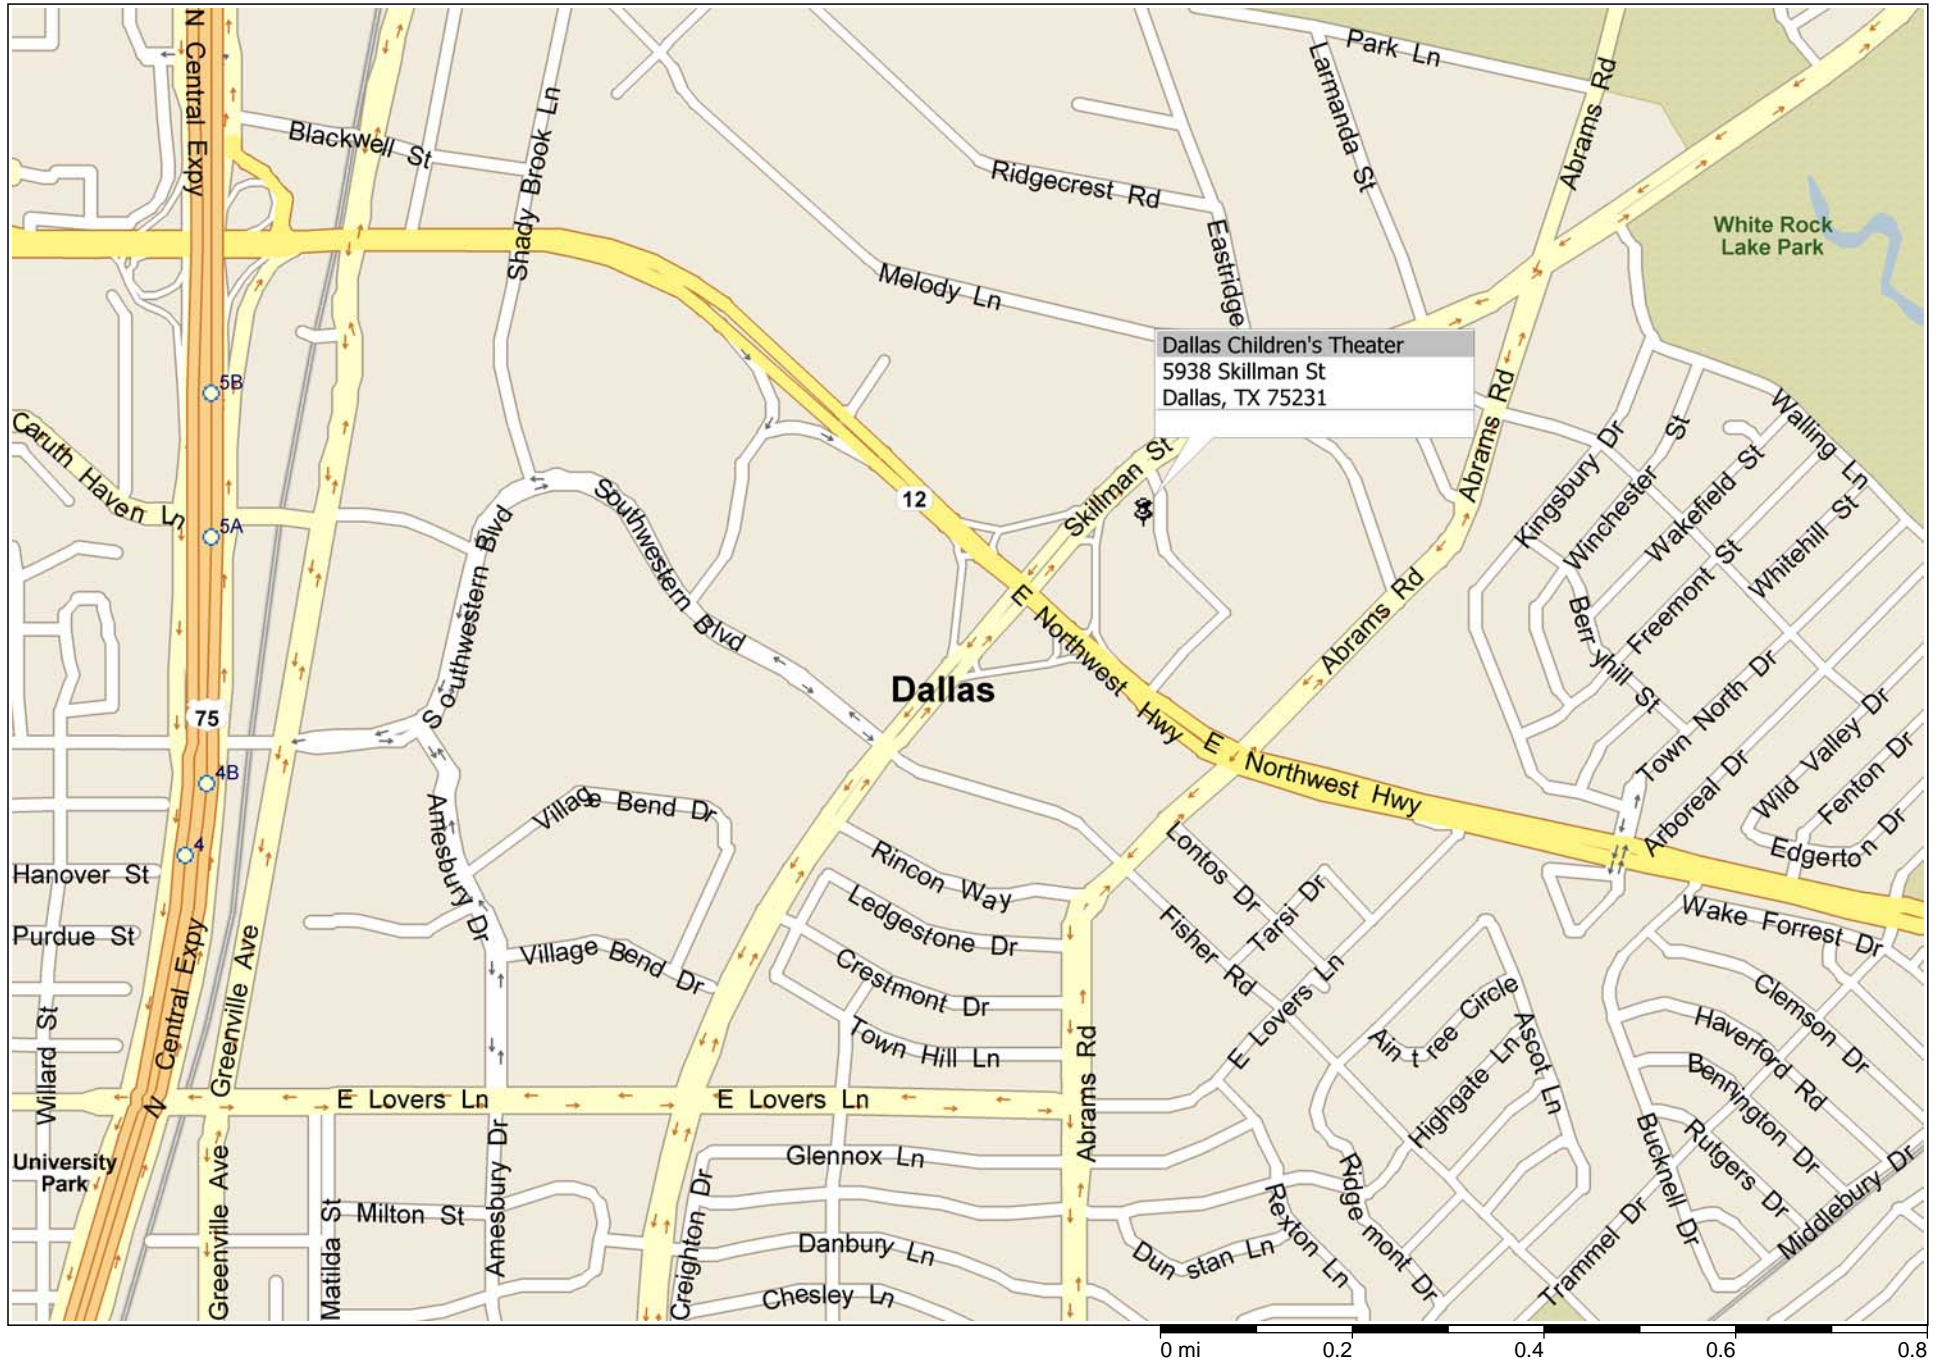 N Central Expy
Park Ln
Larmanda St
Abrams Rd
Blackwell St
Shady Brook Ln
Ridgecrest Rd
Eastridge
White Rock
Lake Park
Melody Ln
Dallas Children's Theater
5938 Skillman St
Dallas, TX 75231
5B
Caruth Haven Ln
5A
Southwestern Blvd
Southwestern Blvd
12
Skillman St
Abrams Rd
Walling Ln
Kingsbury Dr
Winchester St
Wakefield St
Freemont St
Whitehill St
Berryhill St
Abrams Rd
E Northwest Hwy
Dallas
75
4B
4
E Northwest Hwy
Town North Dr
Arboreal Dr
Wild Valley Dr
Fenton Dr
Edgerton Dr
Amesbury Dr
Village Bend Dr
Hanover St
Purdue St
Village Bend Dr
Rincon Way
Ledgestone Dr
Crestmont Dr
Town Hill Ln
Lontos Dr
Tarsi Dr
Fisher Rd
E Lovers Ln
Wake Forrest Dr
Clemson Dr
Haverford Rd
Bennington Dr
Rutgers Dr
Aintree Circle
Ascot Ln
Highgate Ln
Willard St
N Central Expy
Greenville Ave
E Lovers Ln
E Lovers Ln
Abrams Rd
University
Park
Greenville Ave
Matilda St
Milton St
Amesbury Dr
Creighton Dr
Glennox Ln
Danbury Ln
Chesley Ln
Dunstan Ln
Rexton Ln
Ridgemont Dr
Trammel Dr
Bucknell Dr
Middlebury Dr
0 mi 0.2 0.4 0.6 0.8